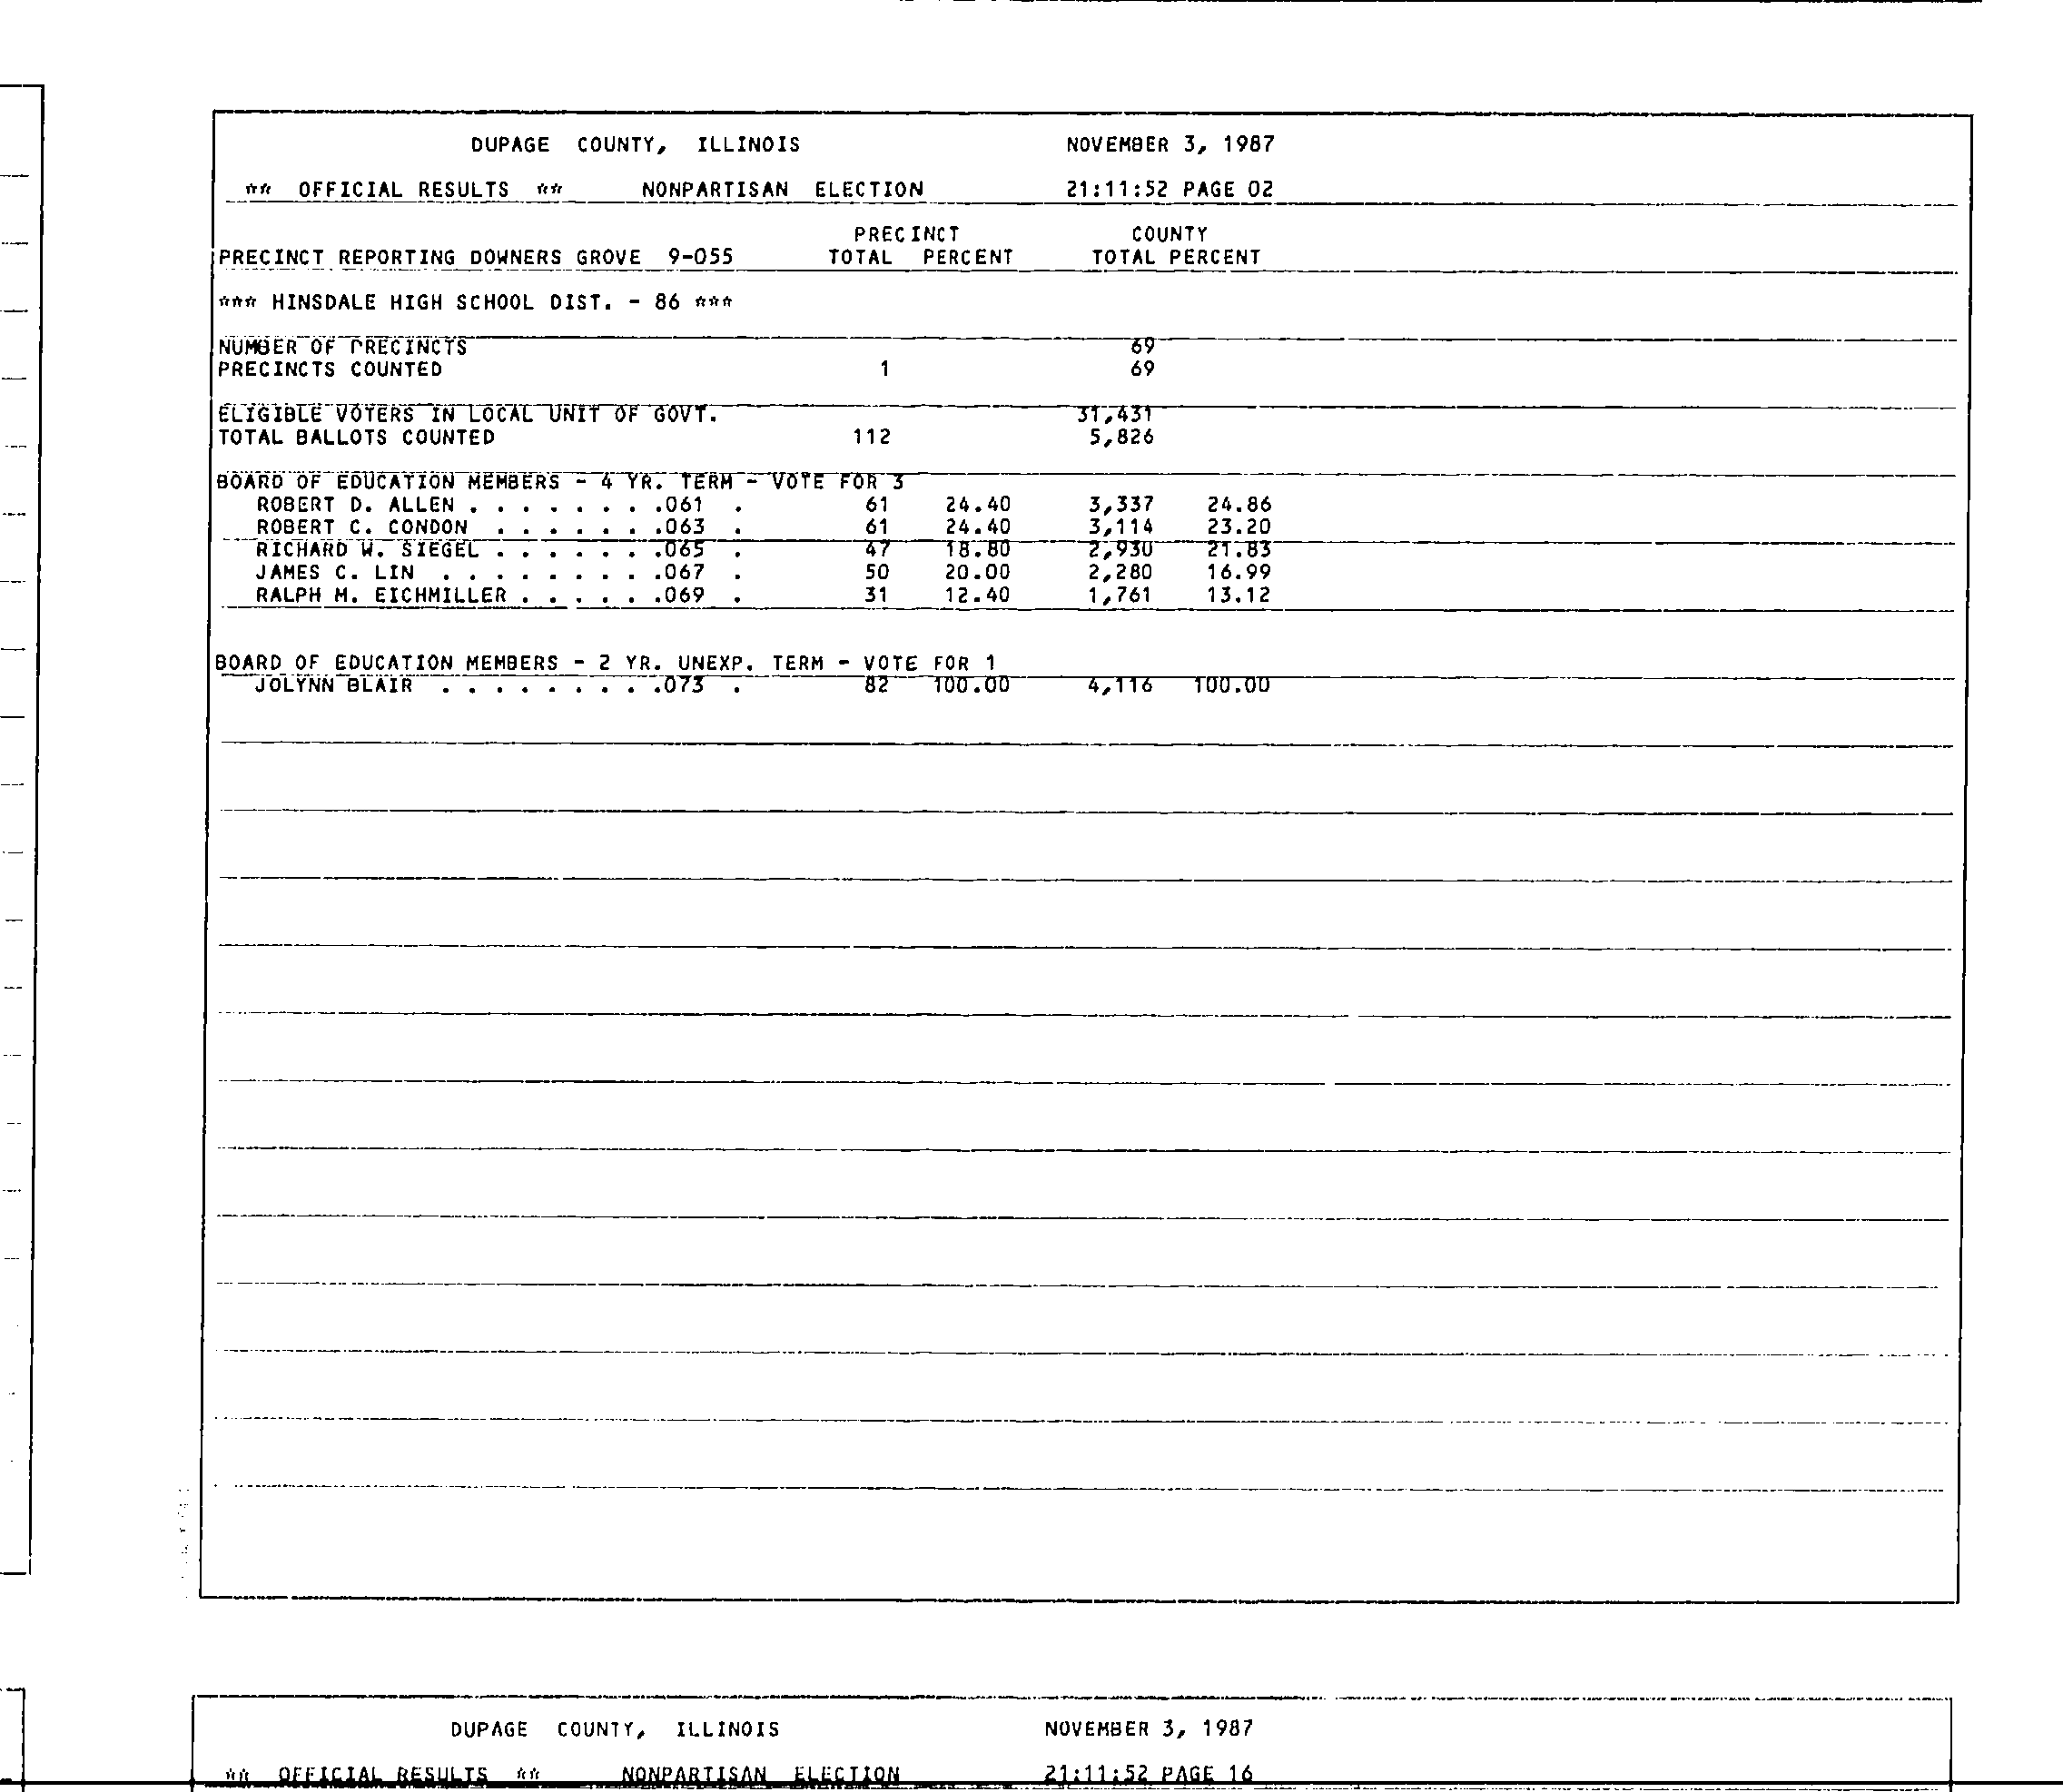 DUPAGE COUNTY, ILLINOIS NOVEMBER 3, 1987
** OFFICIAL RESULTS ** NONPARTISAN ELECTION 21:11:52 PAGE 02
PRECINCT COUNTY
PRECINCT REPORTING DOWNERS GROVE 9-055 TOTAL PERCENT TOTAL PERCENT
*** HINSDALE HIGH SCHOOL DIST. - 86 ***
NUMBER OF PRECINCTS 69
PRECINCTS COUNTED 1 69
ELIGIBLE VOTERS IN LOCAL UNIT OF GOVT. 31,431
TOTAL BALLOTS COUNTED 112 5,826
BOARD OF EDUCATION MEMBERS - 4 YR. TERM - VOTE FOR 3
ROBERT D. ALLEN . . . . . . . .061 . 61 24.40 3,337 24.86
ROBERT C. CONDON . . . . . . .063 . 61 24.40 3,114 23.20
RICHARD W. SIEGEL . . . . . . .065 . 47 18.80 2,930 21.83
JAMES C. LIN . . . . . . . . .067 . 50 20.00 2,280 16.99
RALPH M. EICHMILLER . . . . . .069 . 31 12.40 1,761 13.12
BOARD OF EDUCATION MEMBERS - 2 YR. UNEXP. TERM - VOTE FOR 1
JOLYNN BLAIR . . . . . . . . .073 . 82 100.00 4,116 100.00
DUPAGE COUNTY, ILLINOIS NOVEMBER 3, 1987
** OFFICIAL RESULTS ** NONPARTISAN ELECTION 21:11:52 PAGE 16